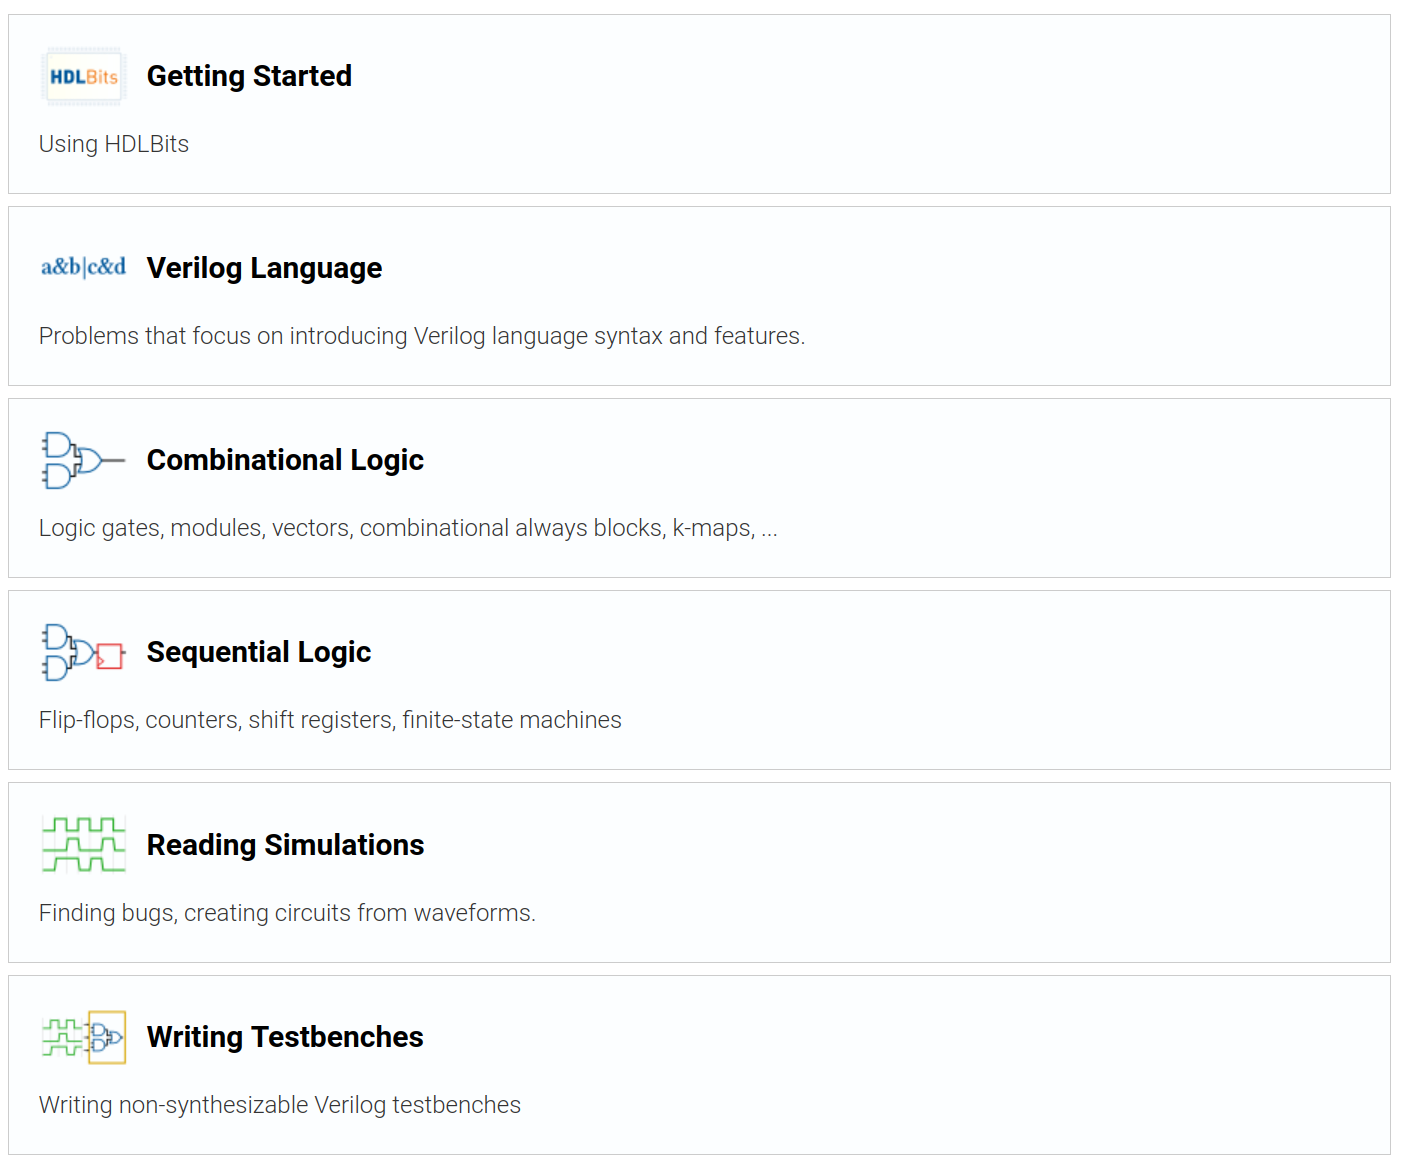 HDLBits
Getting Started
Using HDLBits
a&b|c&d
Verilog Language
Problems that focus on introducing Verilog language syntax and features.
Combinational Logic
Logic gates, modules, vectors, combinational always blocks, k-maps, ...
Sequential Logic
Flip-flops, counters, shift registers, finite-state machines
Reading Simulations
Finding bugs, creating circuits from waveforms.
Writing Testbenches
Writing non-synthesizable Verilog testbenches